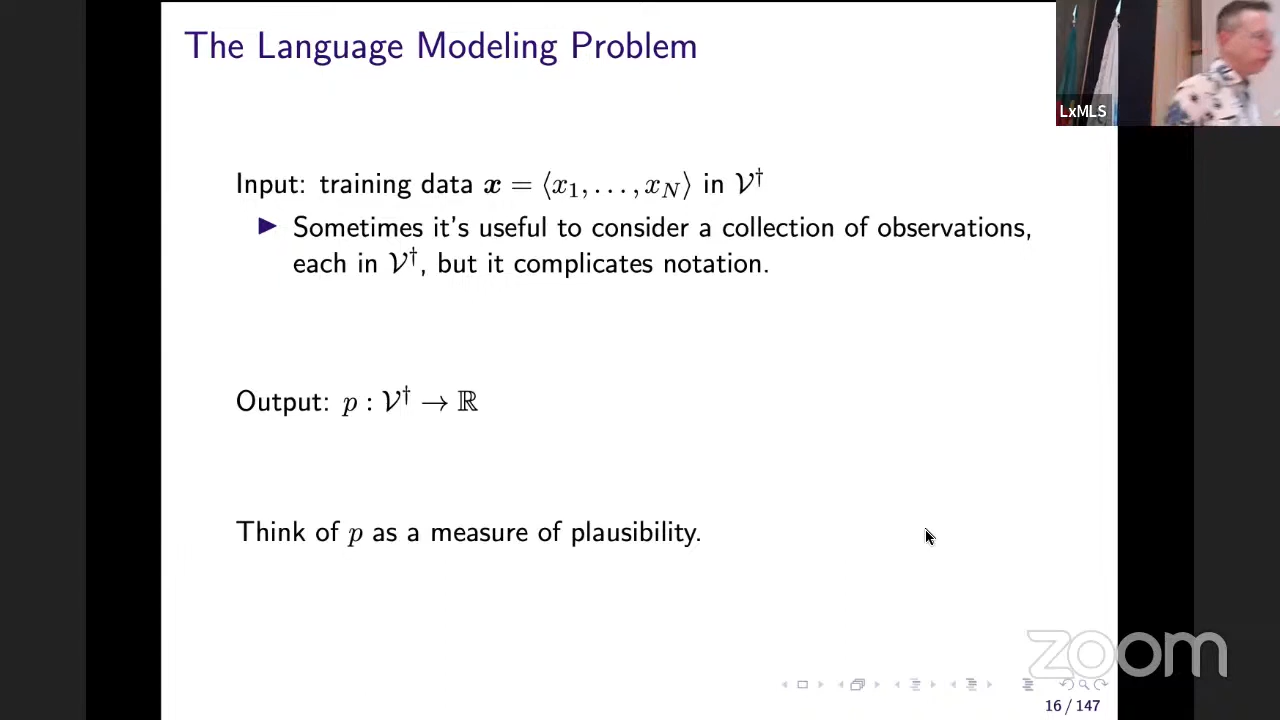 The Language Modeling Problem
LxMLS
Input: training data 𝒙 = ⟨x₁, . . . , x_N⟩ in 𝒱†
▶ Sometimes it's useful to consider a collection of observations,
each in 𝒱†, but it complicates notation.
Output: p : 𝒱† → ℝ
Think of p as a measure of plausibility.
zoom
16 / 147